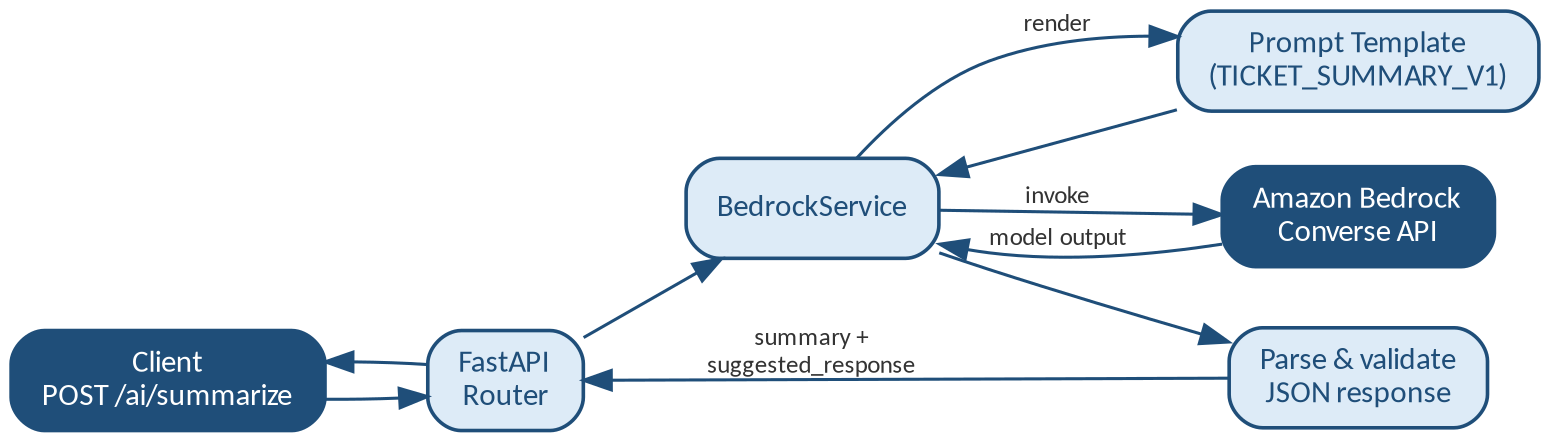 render
Prompt Template
(TICKET_SUMMARY_V1)
BedrockService
invoke
model output
Amazon Bedrock
Converse API
Client
POST /ai/summarize
FastAPI
Router
summary +
suggested_response
Parse & validate
JSON response